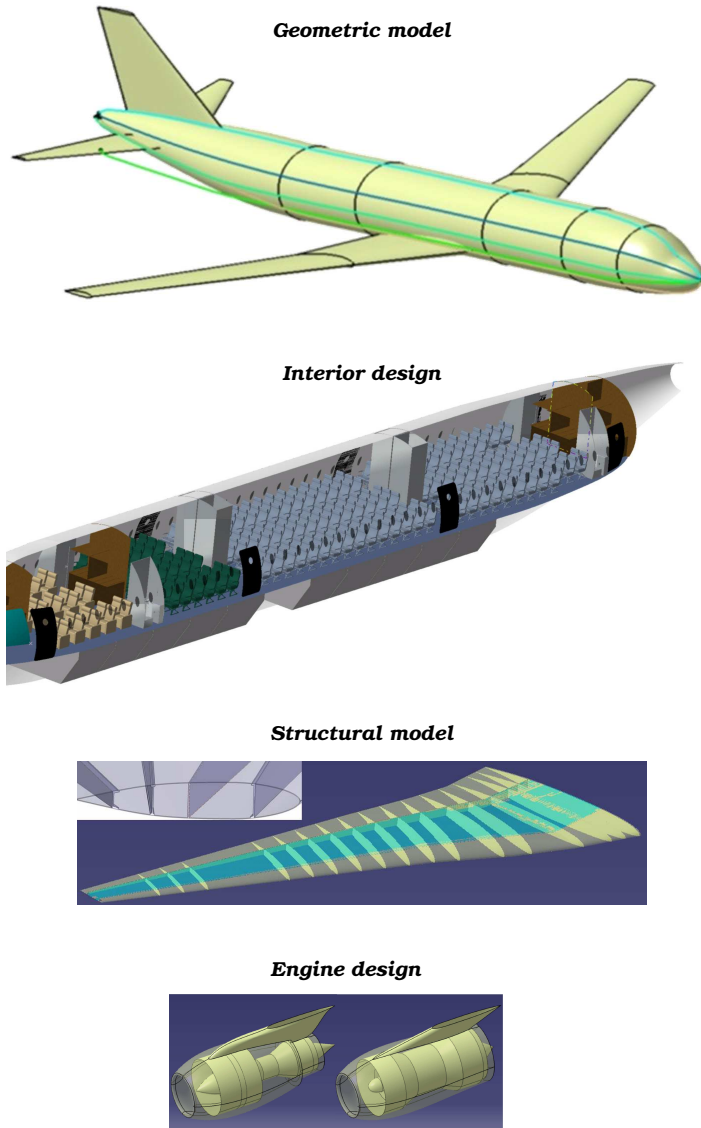 Geometric model
Interior design
Structural model
Engine design